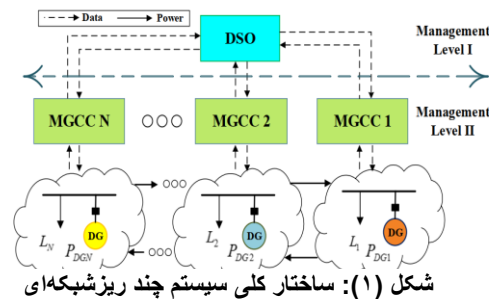 Data Power
DSO
Management
Level I
MGCC N
○○○
MGCC 2
MGCC 1
Management
Level II
○○○
L_N P_DGN DG
L_2 P_DG2 DG
L_1 P_DG1 DG
○○○
شکل (۱): ساختار کلی سیستم چند ریزشبکه‌ای